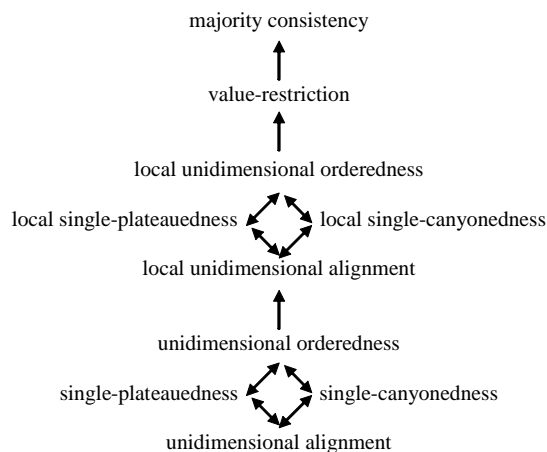 majority consistency
value-restriction
local unidimensional orderedness
local single-plateauedness local single-canyonedness
local unidimensional alignment
unidimensional orderedness
single-plateauedness single-canyonedness
unidimensional alignment